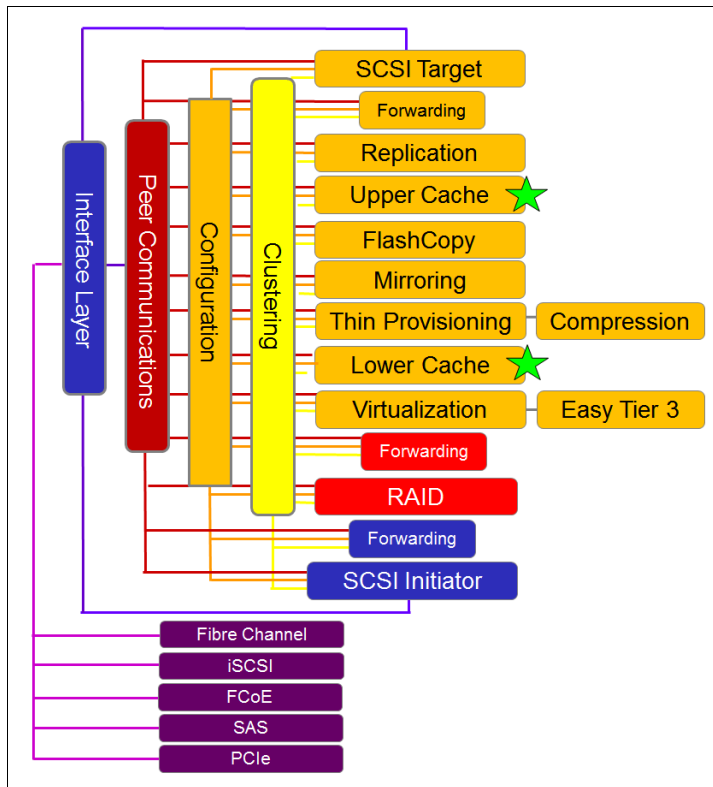 SCSI Target
Forwarding
Replication
Upper Cache
FlashCopy
Mirroring
Thin Provisioning
Compression
Lower Cache
Virtualization
Easy Tier 3
Forwarding
RAID
Forwarding
SCSI Initiator
Interface Layer
Peer Communications
Configuration
Clustering
Fibre Channel
iSCSI
FCoE
SAS
PCIe